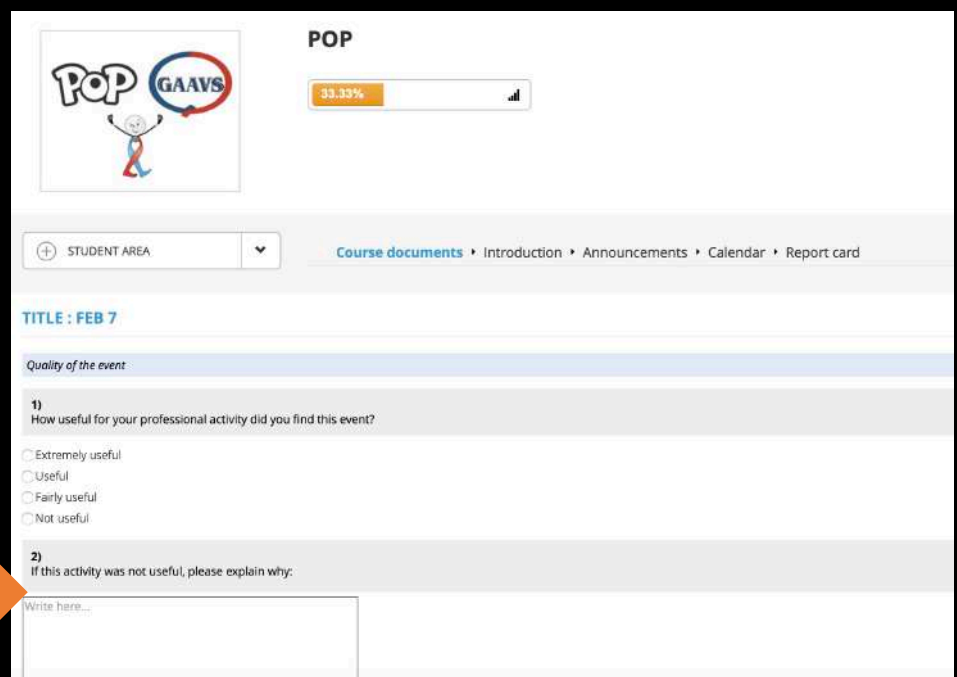 POP
POP GAAVS
33.33%
STUDENT AREA
Course documents ‣ Introduction ‣ Announcements ‣ Calendar ‣ Report card
TITLE : FEB 7
Quality of the event
1)
How useful for your professional activity did you find this event?
Extremely useful
Useful
Fairly useful
Not useful
2)
If this activity was not useful, please explain why:
Write here...